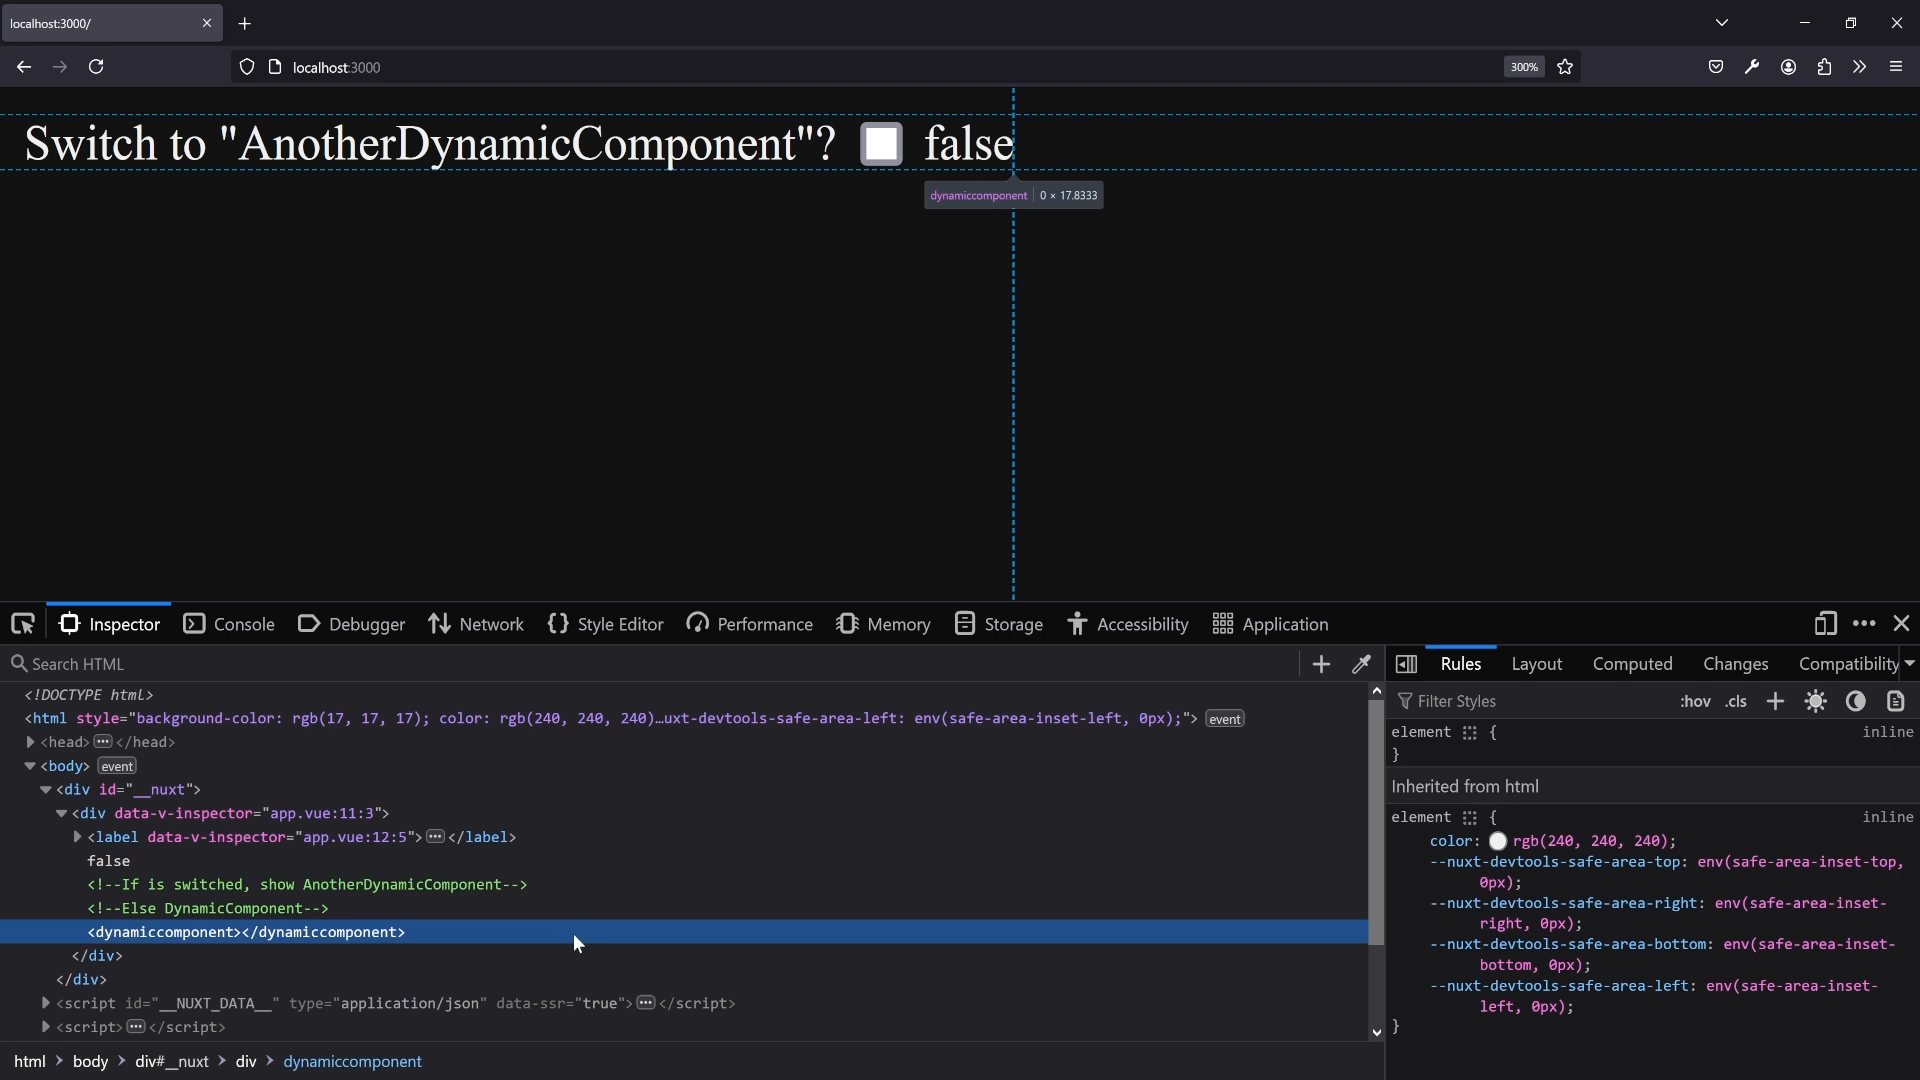 localhost:3000/
localhost:3000
300%
Switch to "AnotherDynamicComponent"? false
dynamiccomponent 0 × 17.8333
Inspector Console Debugger Network Style Editor Performance Memory Storage Accessibility Application
Search HTML
<!DOCTYPE html>
<html style="background-color: rgb(17, 17, 17); color: rgb(240, 240, 240)…uxt-devtools-safe-area-left: env(safe-area-inset-left, 0px);"> event
<head></head>
<body> event
<div id="__nuxt">
<div data-v-inspector="app.vue:11:3">
<label data-v-inspector="app.vue:12:5"></label>
false
<!--If is switched, show AnotherDynamicComponent-->
<!--Else DynamicComponent-->
<dynamiccomponent></dynamiccomponent>
</div>
</div>
<script id="__NUXT_DATA__" type="application/json" data-ssr="true"></script>
<script></script>
html body div#__nuxt div dynamiccomponent
Rules Layout Computed Changes Compatibility
Filter Styles :hov .cls
element { inline
}
Inherited from html
element { inline
color: rgb(240, 240, 240);
--nuxt-devtools-safe-area-top: env(safe-area-inset-top,
0px);
--nuxt-devtools-safe-area-right: env(safe-area-inset-
right, 0px);
--nuxt-devtools-safe-area-bottom: env(safe-area-inset-
bottom, 0px);
--nuxt-devtools-safe-area-left: env(safe-area-inset-
left, 0px);
}